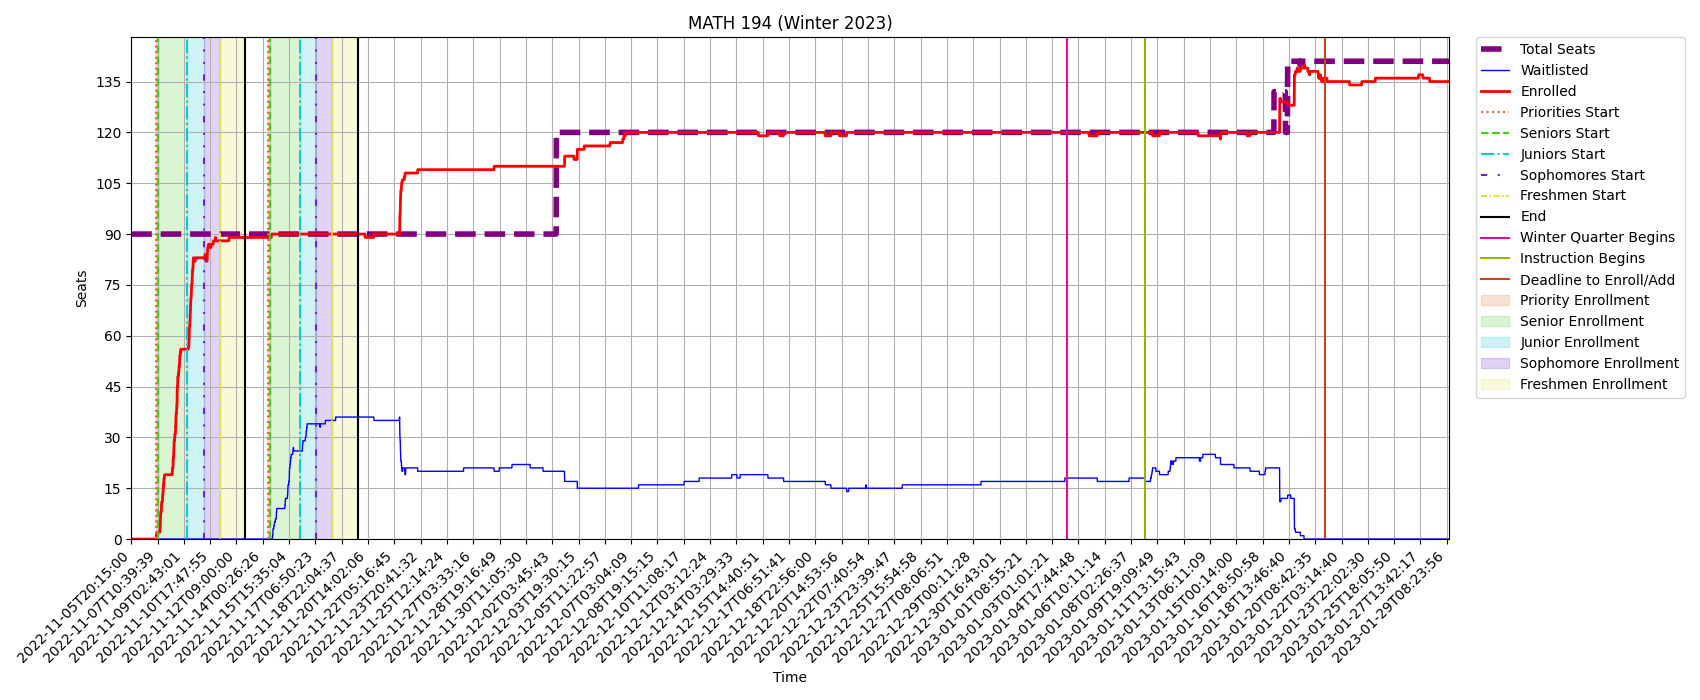 MATH 194 (Winter 2023)
Seats
135
120
105
90
75
60
45
30
15
0
2022-11-05T20:15:00
2022-11-07T10:39:39
2022-11-09T02:43:01
2022-11-10T17:47:55
2022-11-12T09:00:00
2022-11-14T00:26:26
2022-11-15T15:35:04
2022-11-17T06:50:23
2022-11-18T22:04:37
2022-11-20T14:02:06
2022-11-22T05:16:45
2022-11-23T20:41:32
2022-11-25T12:14:24
2022-11-27T03:33:16
2022-11-28T19:16:49
2022-11-30T11:05:30
2022-12-02T03:45:43
2022-12-03T19:30:15
2022-12-05T11:22:57
2022-12-07T03:04:09
2022-12-08T19:15:15
2022-12-10T11:08:17
2022-12-12T03:12:24
2022-12-14T03:29:33
2022-12-15T14:40:51
2022-12-17T06:51:41
2022-12-18T22:56:00
2022-12-20T14:53:56
2022-12-22T07:40:54
2022-12-23T23:39:47
2022-12-25T15:54:58
2022-12-27T08:06:51
2022-12-29T00:11:28
2022-12-30T16:43:01
2023-01-01T08:55:21
2023-01-03T01:01:21
2023-01-04T17:44:48
2023-01-06T10:11:14
2023-01-08T02:26:37
2023-01-09T19:09:49
2023-01-11T13:15:43
2023-01-13T06:11:09
2023-01-15T00:14:00
2023-01-16T18:50:58
2023-01-18T13:46:40
2023-01-20T08:42:35
2023-01-22T03:14:40
2023-01-23T22:02:30
2023-01-25T18:05:50
2023-01-27T13:42:17
2023-01-29T08:23:56
Time
Total Seats
Waitlisted
Enrolled
Priorities Start
Seniors Start
Juniors Start
Sophomores Start
Freshmen Start
End
Winter Quarter Begins
Instruction Begins
Deadline to Enroll/Add
Priority Enrollment
Senior Enrollment
Junior Enrollment
Sophomore Enrollment
Freshmen Enrollment